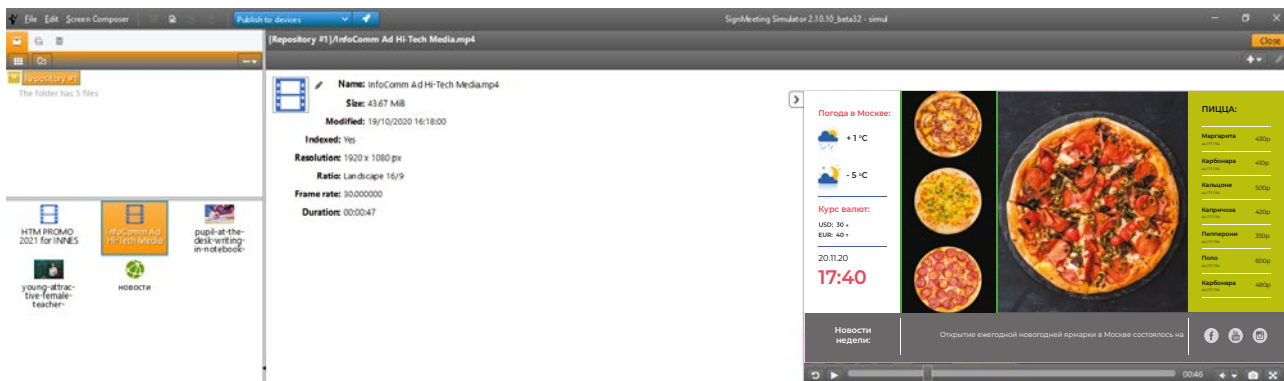 File Edit Screen Composer
Publish to devices
SignMeeting Simulator 2.10.10_beta32 - simul
[Repository #1]/InfoComm Ad Hi-Tech Media.mp4
Close
Repository #1
The folder has 5 files
Name: InfoComm Ad Hi-Tech Media.mp4
Size: 43.67 MiB
Modified: 19/10/2020 16:18:00
Indexed: Yes
Resolution: 1920 x 1080 px
Ratio: Landscape 16/9
Frame rate: 30.000000
Duration: 00:00:47
HTM PROMO
2021 for INNES
InfoComm Ad
Hi-Tech Media
pupil-at-the-
desk-writing-
in-notebook-
young-attrac-
tive-female-
teacher-
новости
Погода в Москве:
+ 1 °C
- 5 °C
Курс валют:
USD: 30
EUR: 40
20.11.20
17:40
ПИЦЦА:
Маргарита 430р
Карбонара 410р
Кальцоне 500р
Капричоза 420р
Пепперони 350р
Поло 600р
Карбонара 480р
Новости
недели:
Открытие ежегодной новогодней ярмарки в Москве состоялось на
00:46